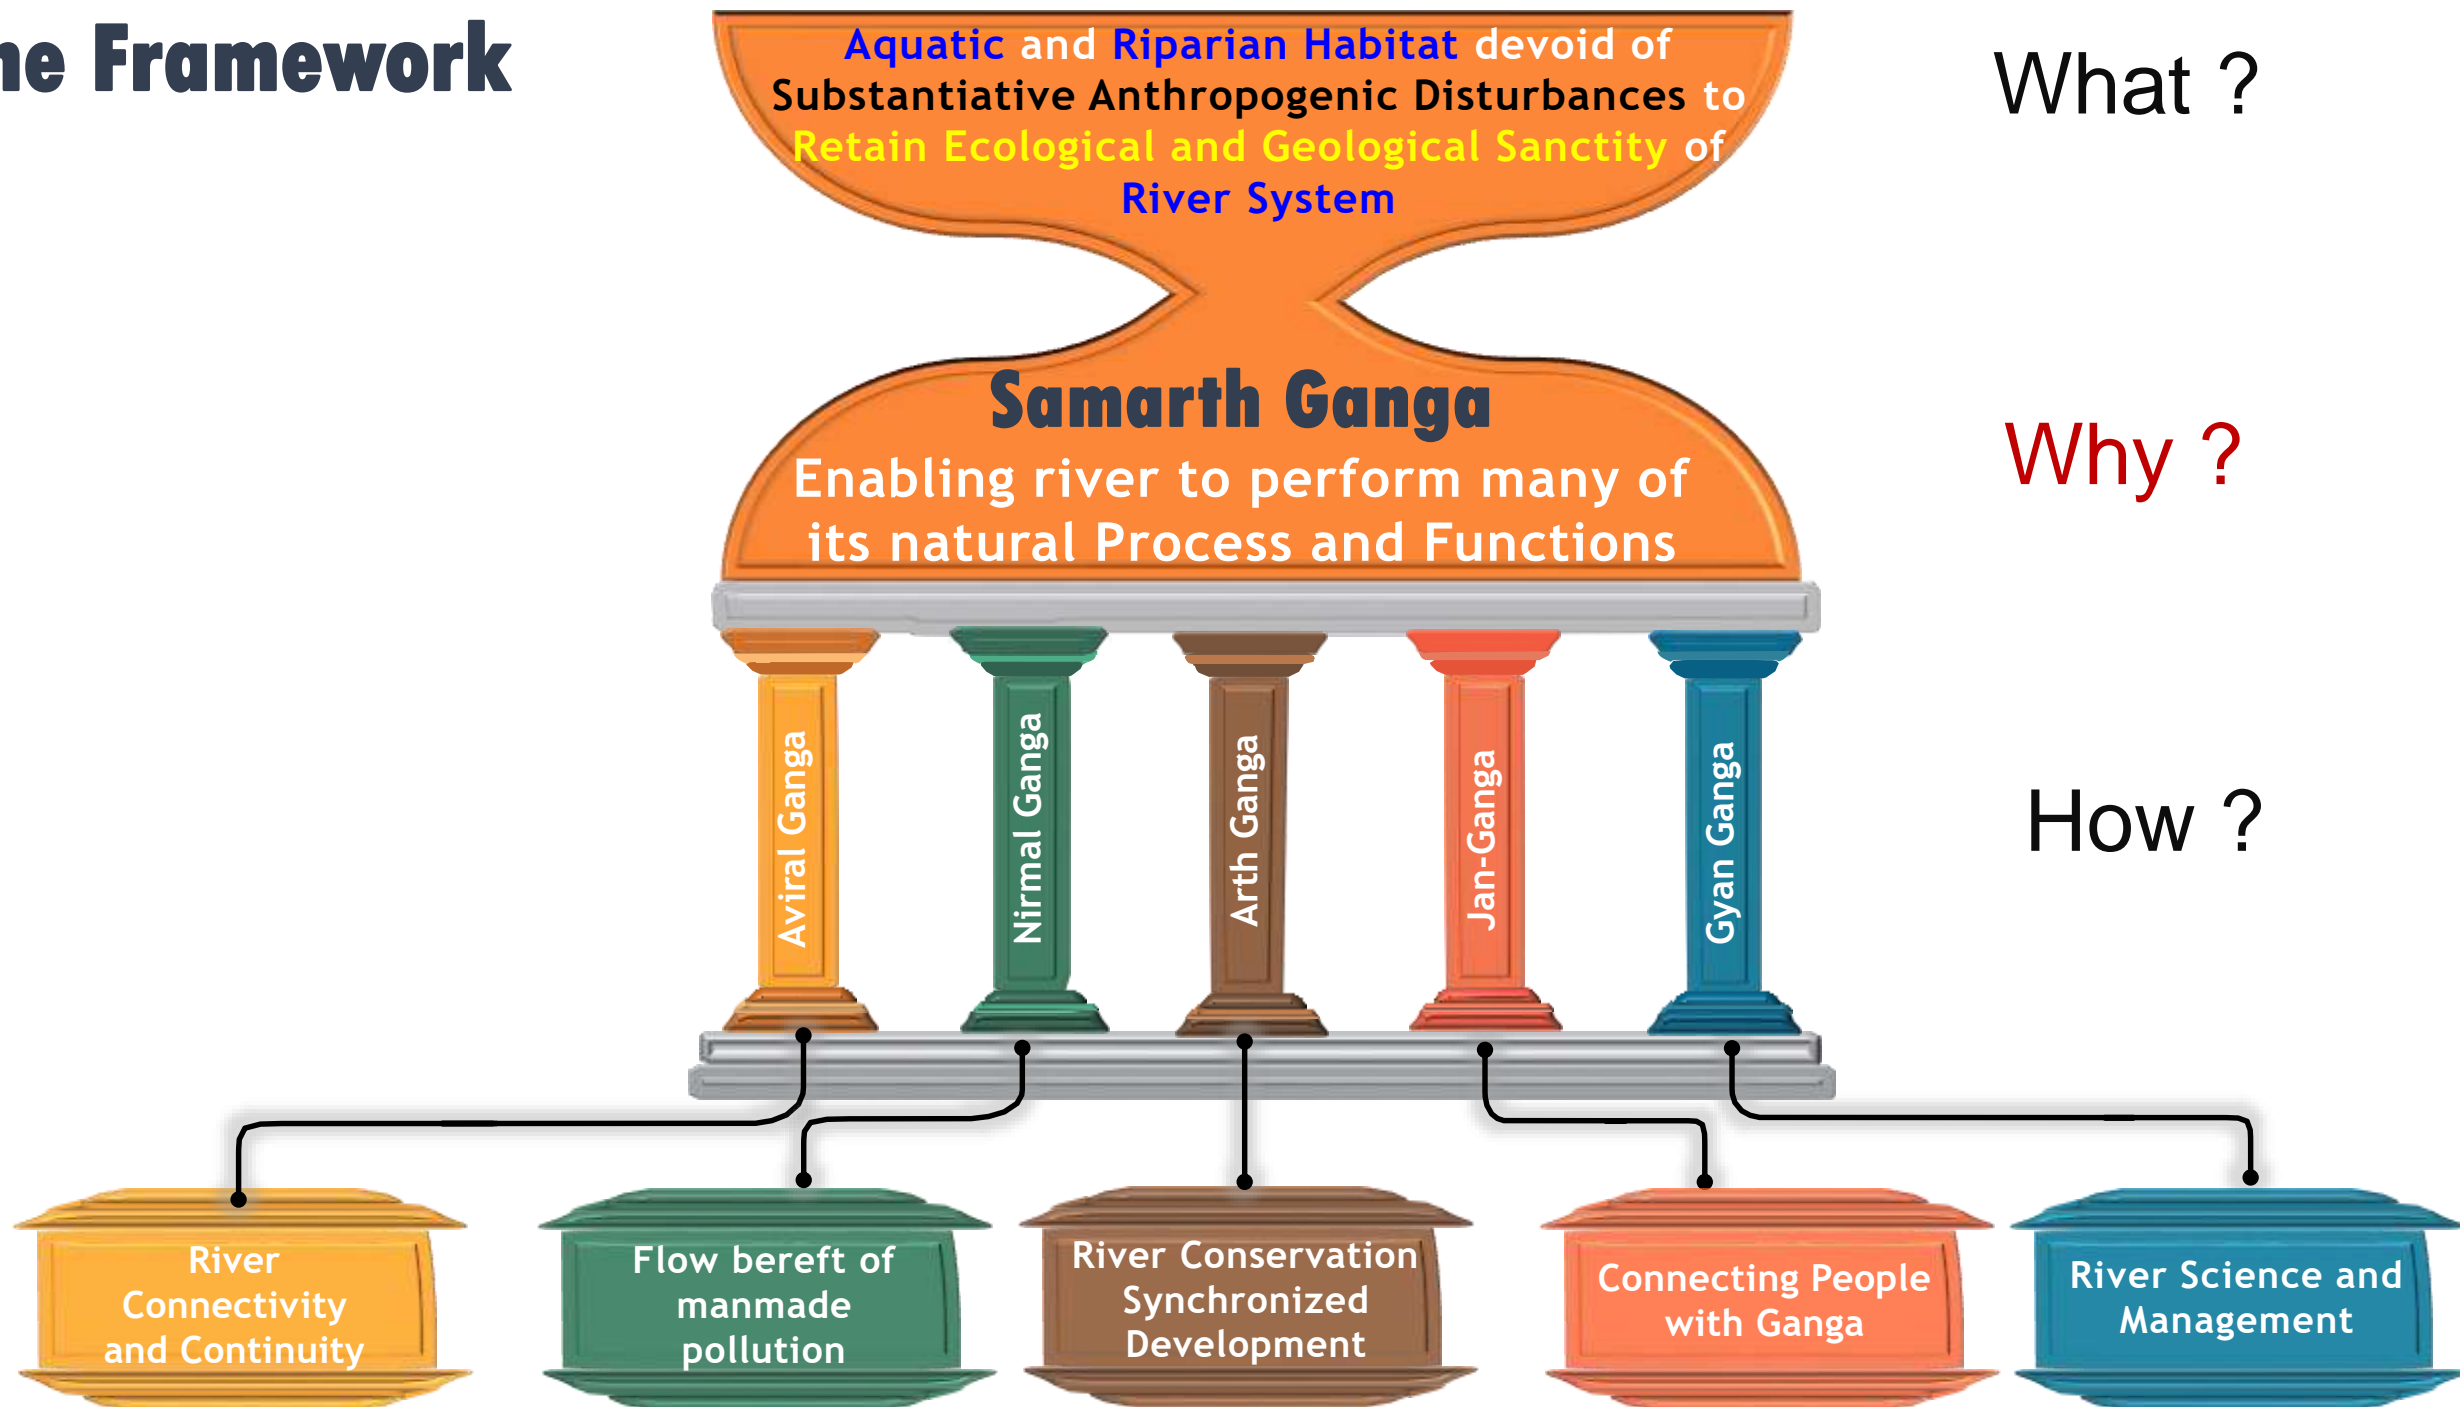 ne Framework
Aquatic and Riparian Habitat devoid of
Substantiative Anthropogenic Disturbances to
Retain Ecological and Geological Sanctity of
River System
What ?
Samarth Ganga
Enabling river to perform many of
its natural Process and Functions
Why ?
Aviral Ganga
Nirmal Ganga
Arth Ganga
Jan-Ganga
Gyan Ganga
How ?
River
Connectivity
and Continuity
Flow bereft of
manmade
pollution
River Conservation
Synchronized
Development
Connecting People
with Ganga
River Science and
Management